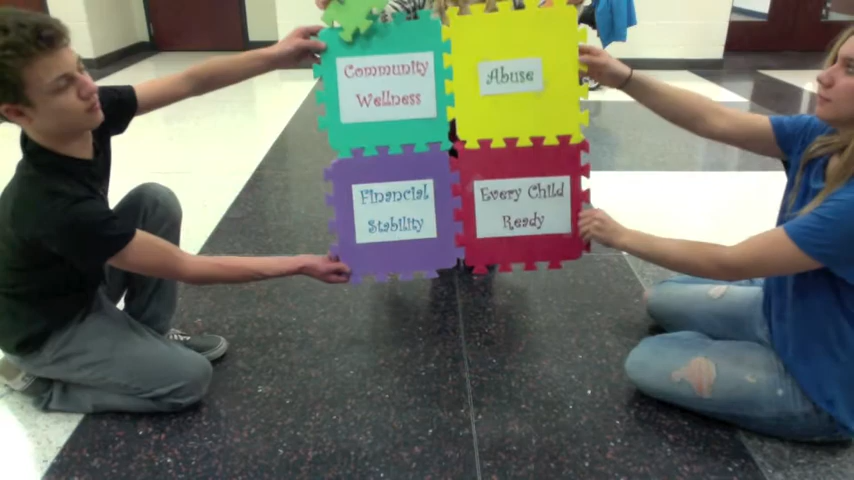 Community
Wellness
Abuse
Financial
Stability
Every Child
Ready